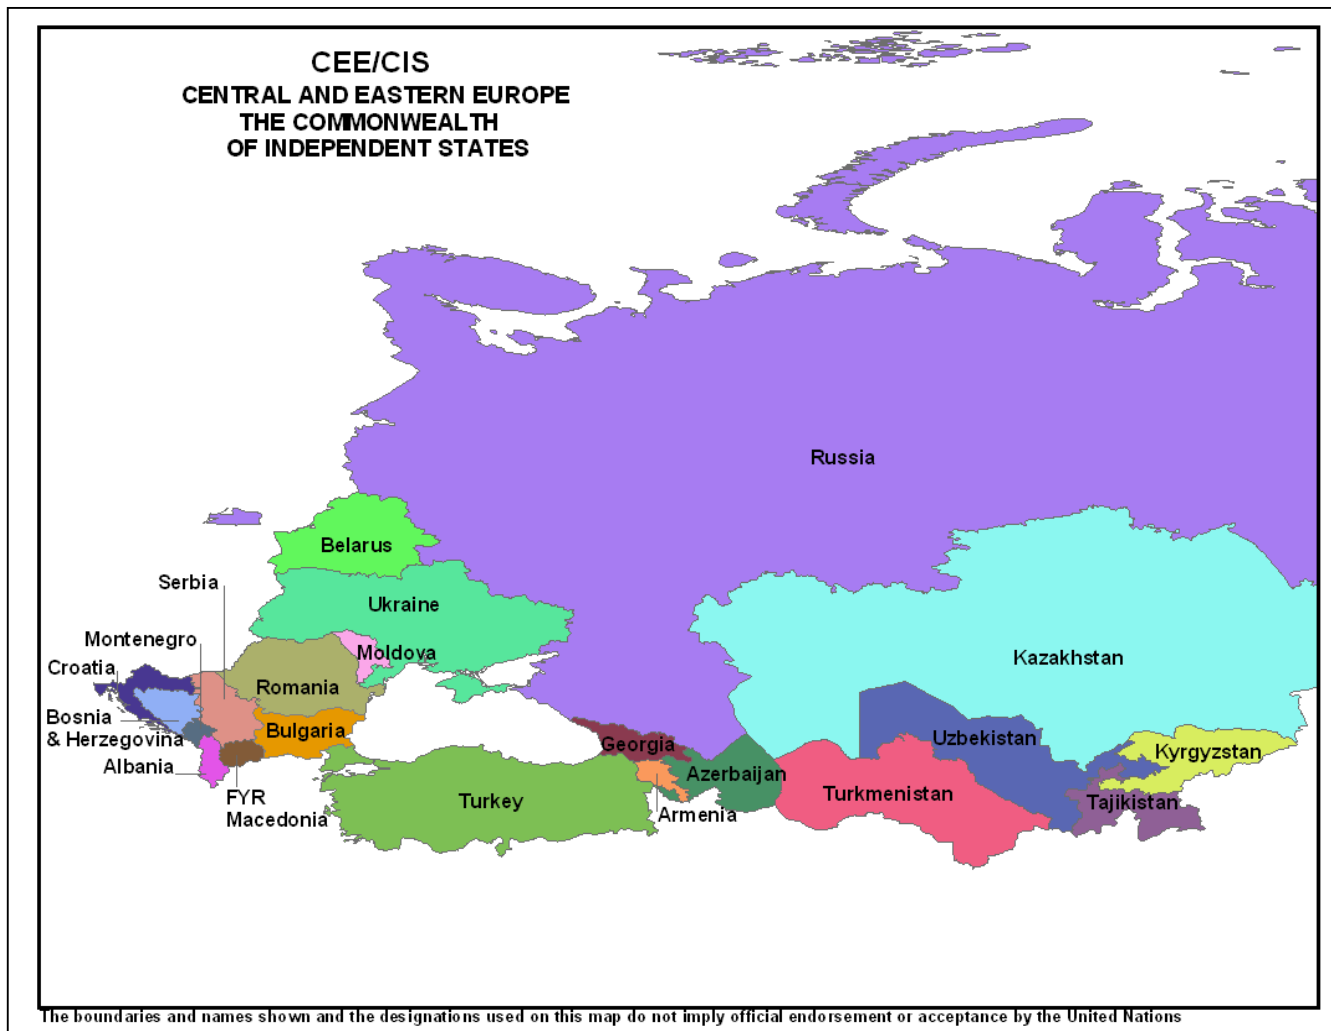 CEE/CIS
CENTRAL AND EASTERN EUROPE
THE COMMONWEALTH
OF INDEPENDENT STATES
Russia
Belarus
Serbia
Ukraine
Montenegro
Moldova
Croatia
Kazakhstan
Romania
Bosnia
& Herzegovina
Bulgaria
Georgia
Uzbekistan
Kyrgyzstan
Albania
Azerbaijan
Turkmenistan
Tajikistan
FYR
Macedonia
Turkey
Armenia
The boundaries and names shown and the designations used on this map do not imply official endorsement or acceptance by the United Nations